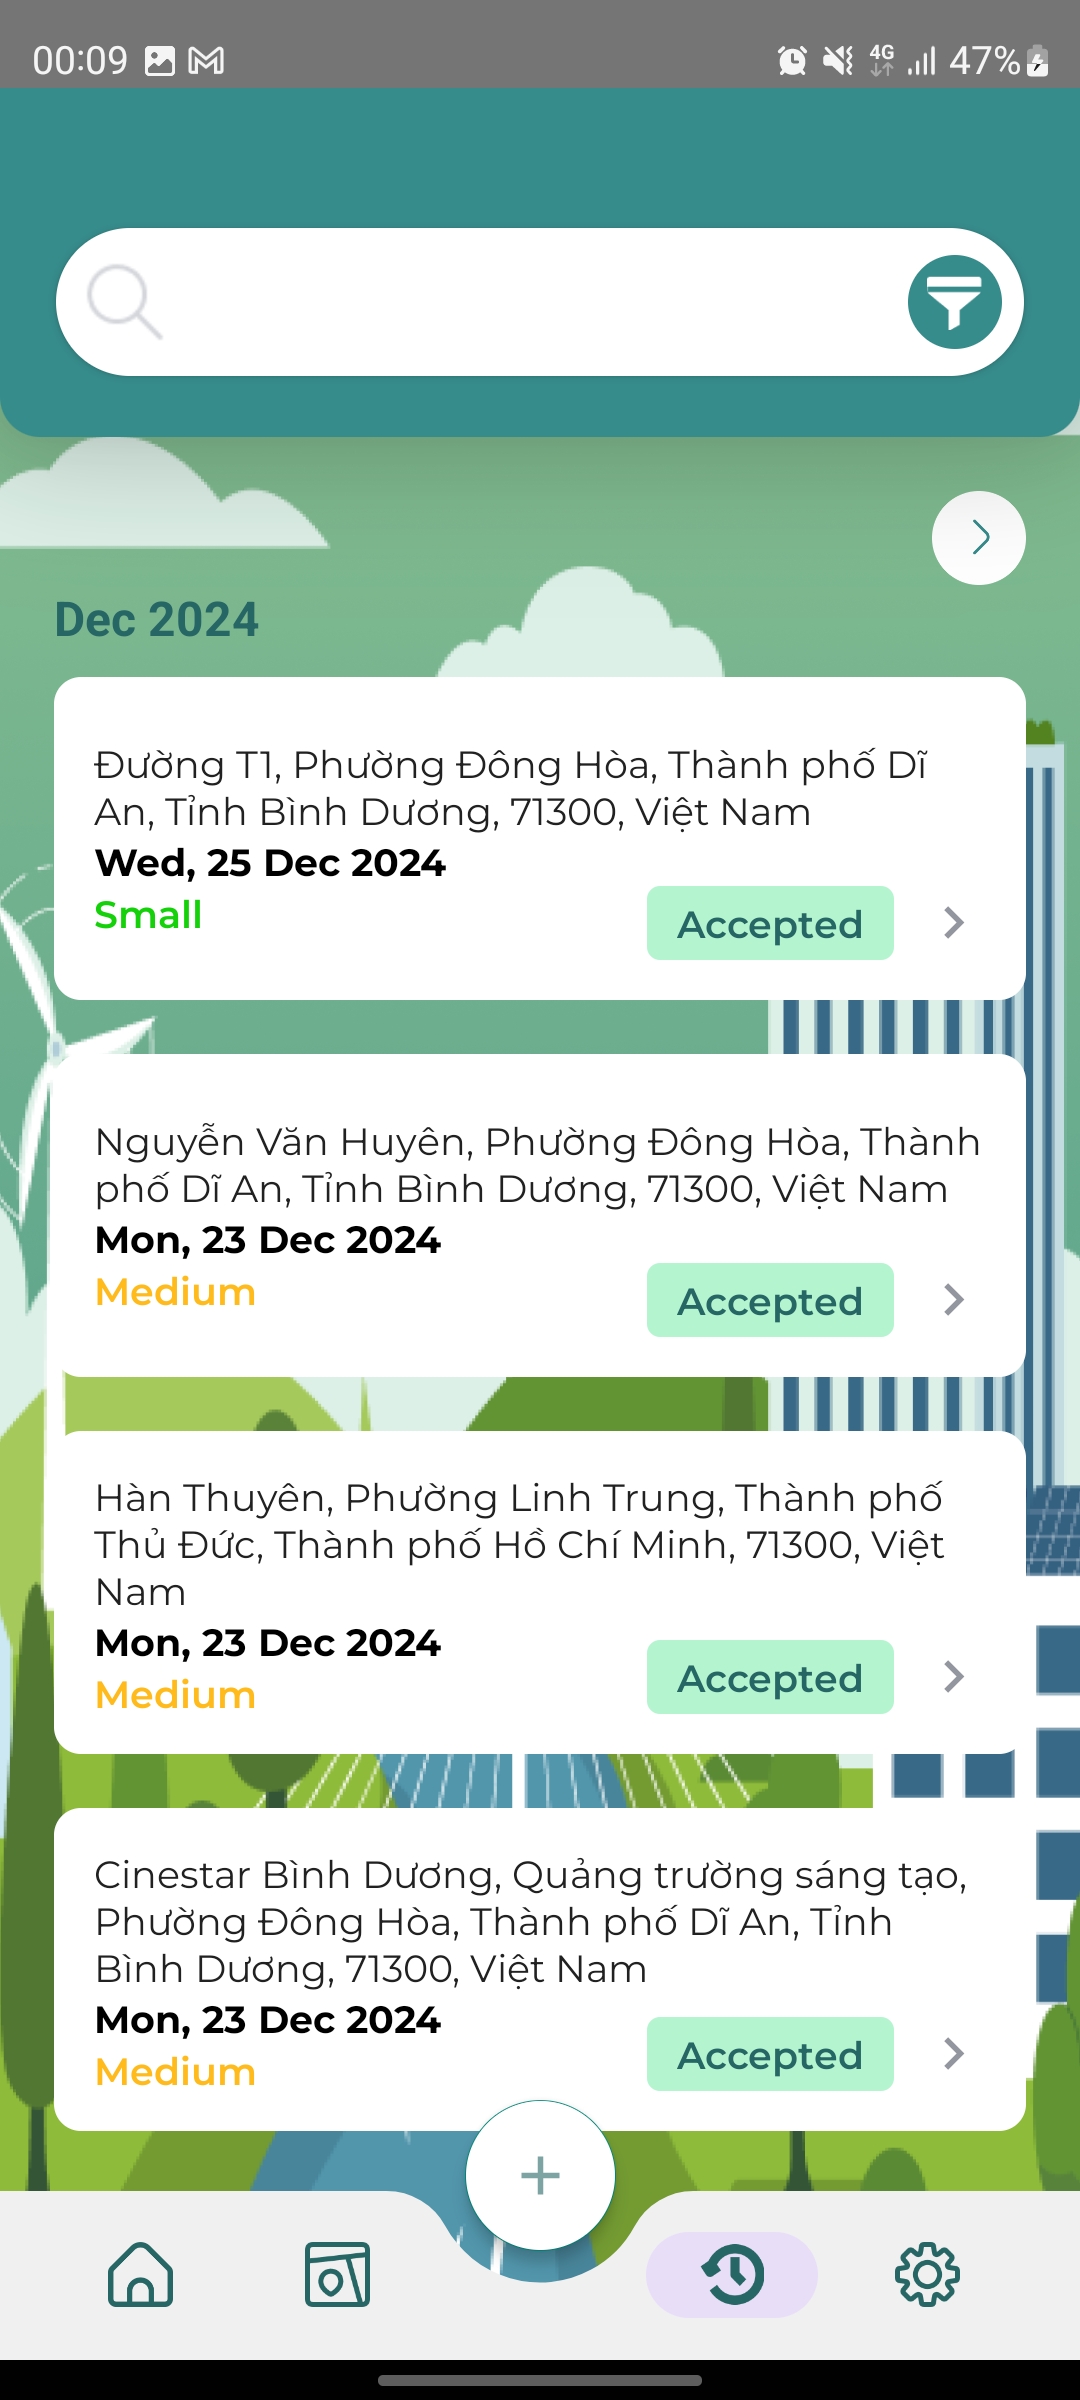 00:09
4G
47%
Dec 2024
Đường T1, Phường Đông Hòa, Thành phố Dĩ
An, Tỉnh Bình Dương, 71300, Việt Nam
Wed, 25 Dec 2024
Small
Accepted
Nguyễn Văn Huyên, Phường Đông Hòa, Thành
phố Dĩ An, Tỉnh Bình Dương, 71300, Việt Nam
Mon, 23 Dec 2024
Medium
Accepted
Hàn Thuyên, Phường Linh Trung, Thành phố
Thủ Đức, Thành phố Hồ Chí Minh, 71300, Việt
Nam
Mon, 23 Dec 2024
Medium
Accepted
Cinestar Bình Dương, Quảng trường sáng tạo,
Phường Đông Hòa, Thành phố Dĩ An, Tỉnh
Bình Dương, 71300, Việt Nam
Mon, 23 Dec 2024
Medium
Accepted